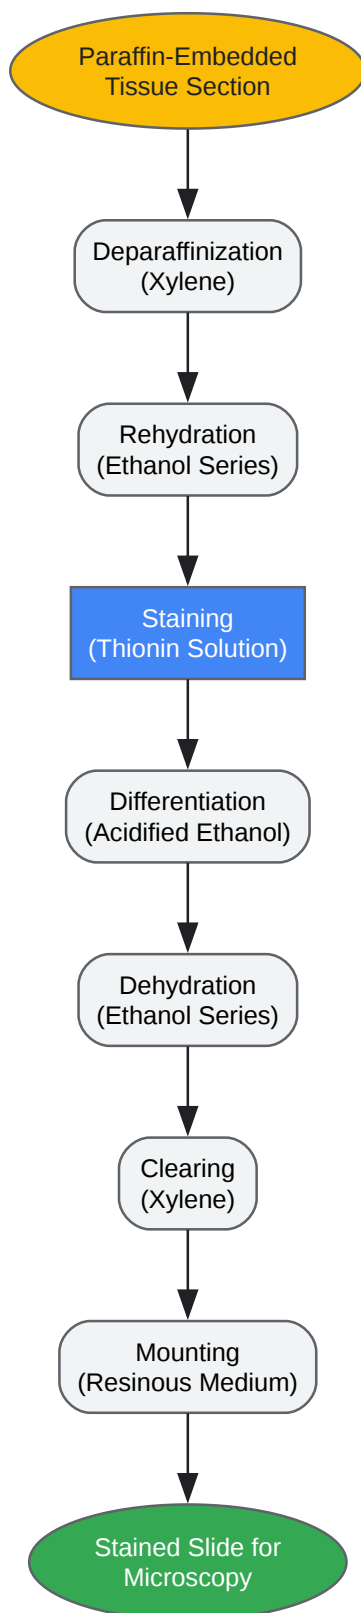 Paraffin-Embedded
Tissue Section
Deparaffinization
(Xylene)
Rehydration
(Ethanol Series)
Staining
(Thionin Solution)
Differentiation
(Acidified Ethanol)
Dehydration
(Ethanol Series)
Clearing
(Xylene)
Mounting
(Resinous Medium)
Stained Slide for
Microscopy